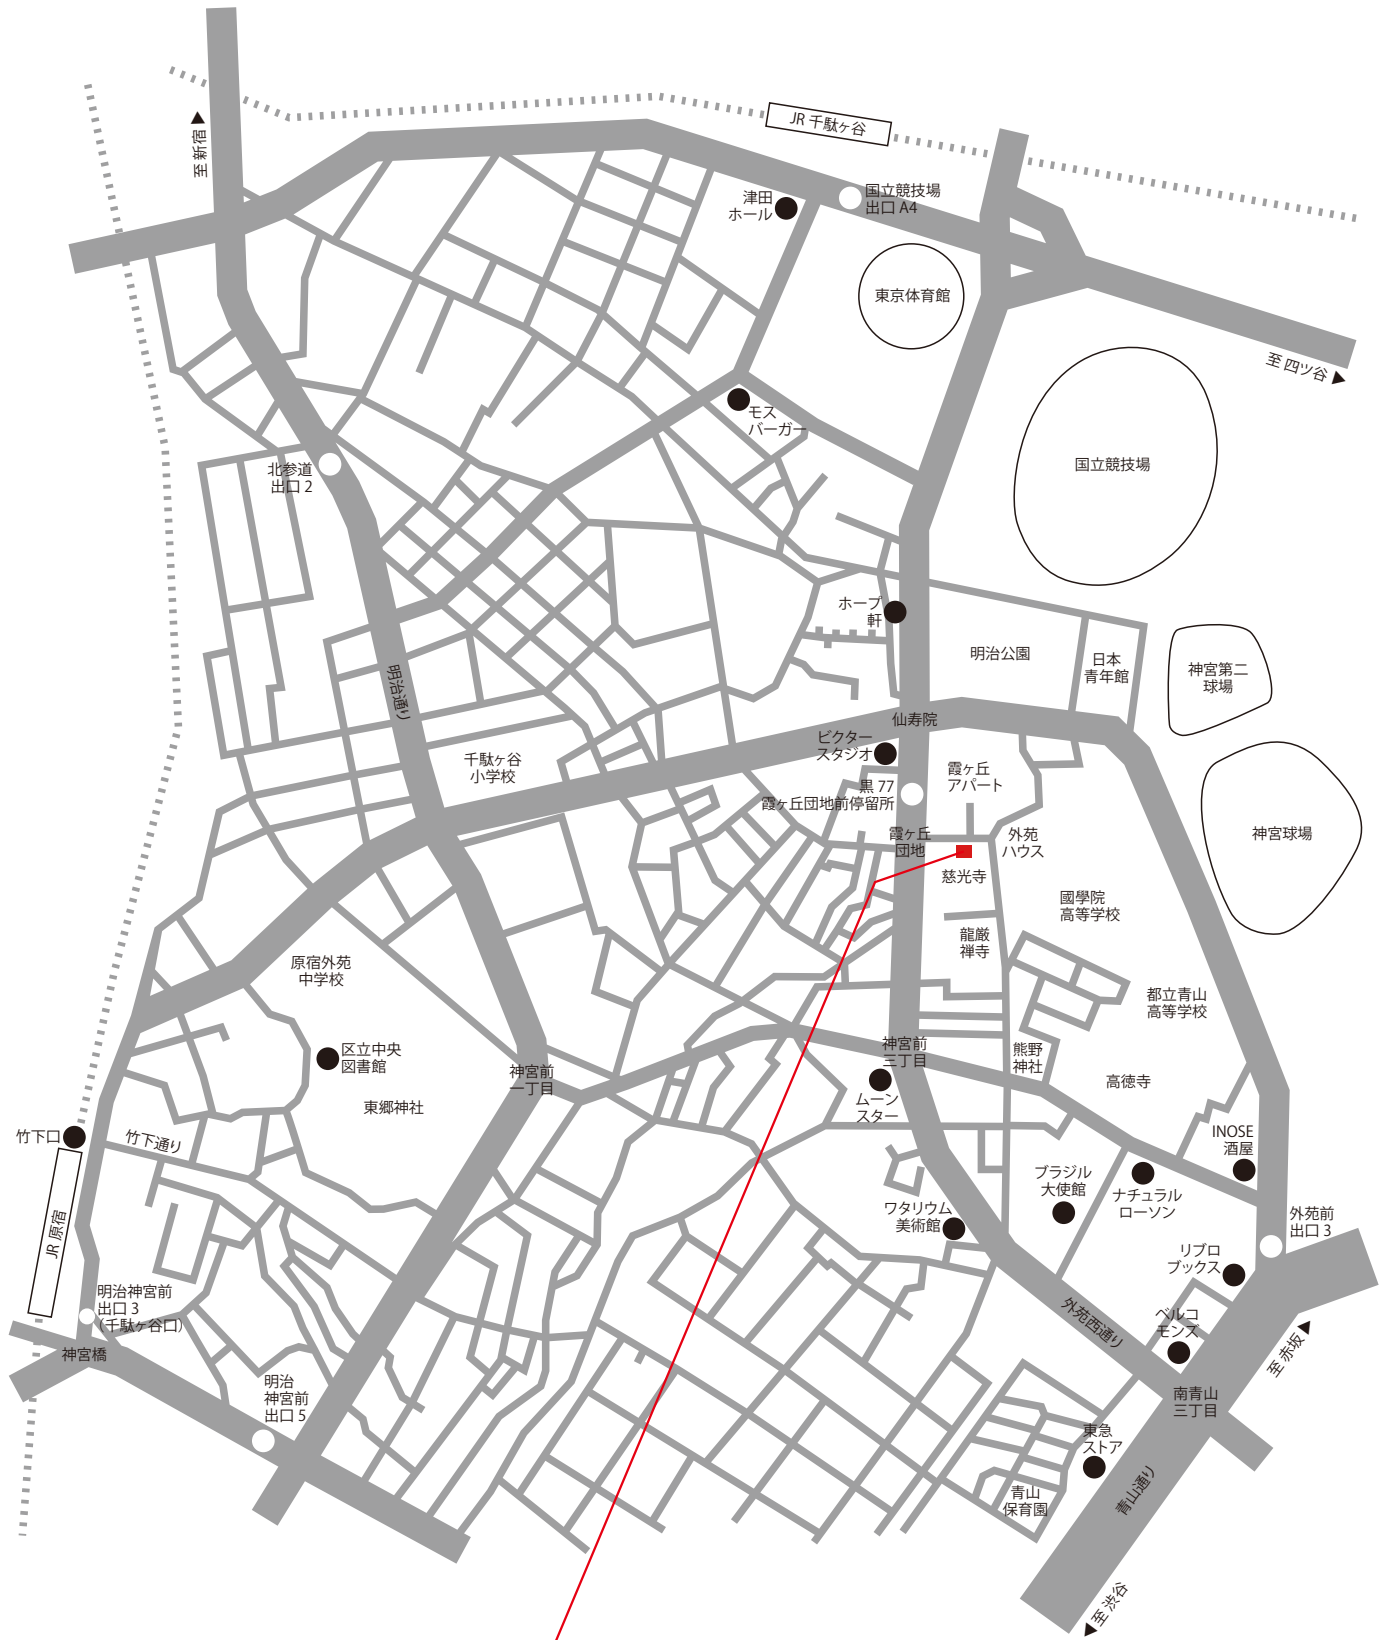 至 新宿
JR 千駄ヶ谷
津田
ホール
国立競技場
出口 A4
東京体育館
至 四ツ谷
モス
バーガー
国立競技場
北参道
出口 2
ホープ
軒
明治公園
日本
青年館
神宮第二
球場
明治通り
仙寿院
ビクター
スタジオ
千駄ヶ谷
小学校
霞ヶ丘
アパート
黒 77
霞ヶ丘団地前停留所
霞ヶ丘
団地
外苑
ハウス
神宮球場
慈光寺
國學院
高等学校
龍厳
禅寺
原宿外苑
中学校
都立青山
高等学校
神宮前
三丁目
熊野
神社
区立中央
図書館
神宮前
一丁目
高徳寺
東郷神社
ムーン
スター
竹下口
竹下通り
INOSE
酒屋
ブラジル
大使館
ナチュラル
ローソン
ワタリウム
美術館
外苑前
出口 3
JR 原宿
リブロ
ブックス
明治神宮前
出口 3
(千駄ヶ谷口)
外苑西通り
ベルコ
モンズ
神宮橋
至 赤坂
明治
神宮前
出口 5
南青山
三丁目
東急
ストア
青山通り
青山
保育園
至 渋谷